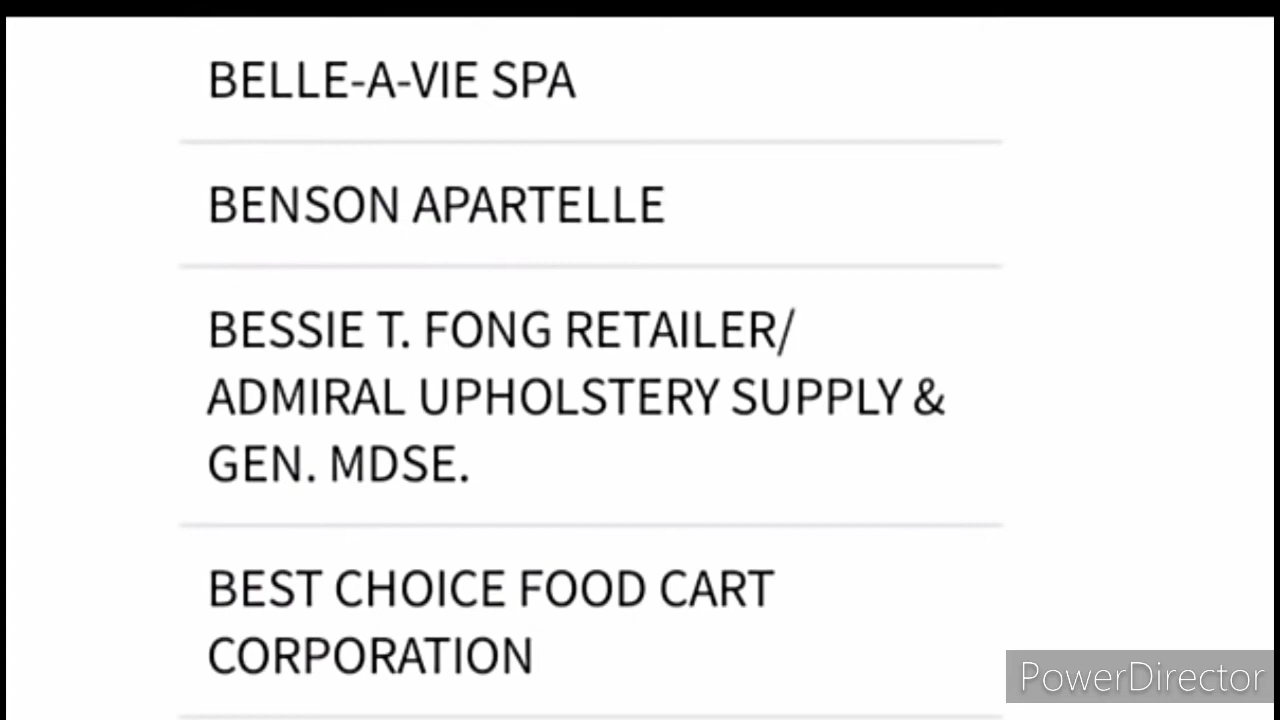 BELLE-A-VIE SPA
BENSON APARTELLE
BESSIE T. FONG RETAILER/
ADMIRAL UPHOLSTERY SUPPLY &
GEN. MDSE.
BEST CHOICE FOOD CART
CORPORATION
PowerDirector